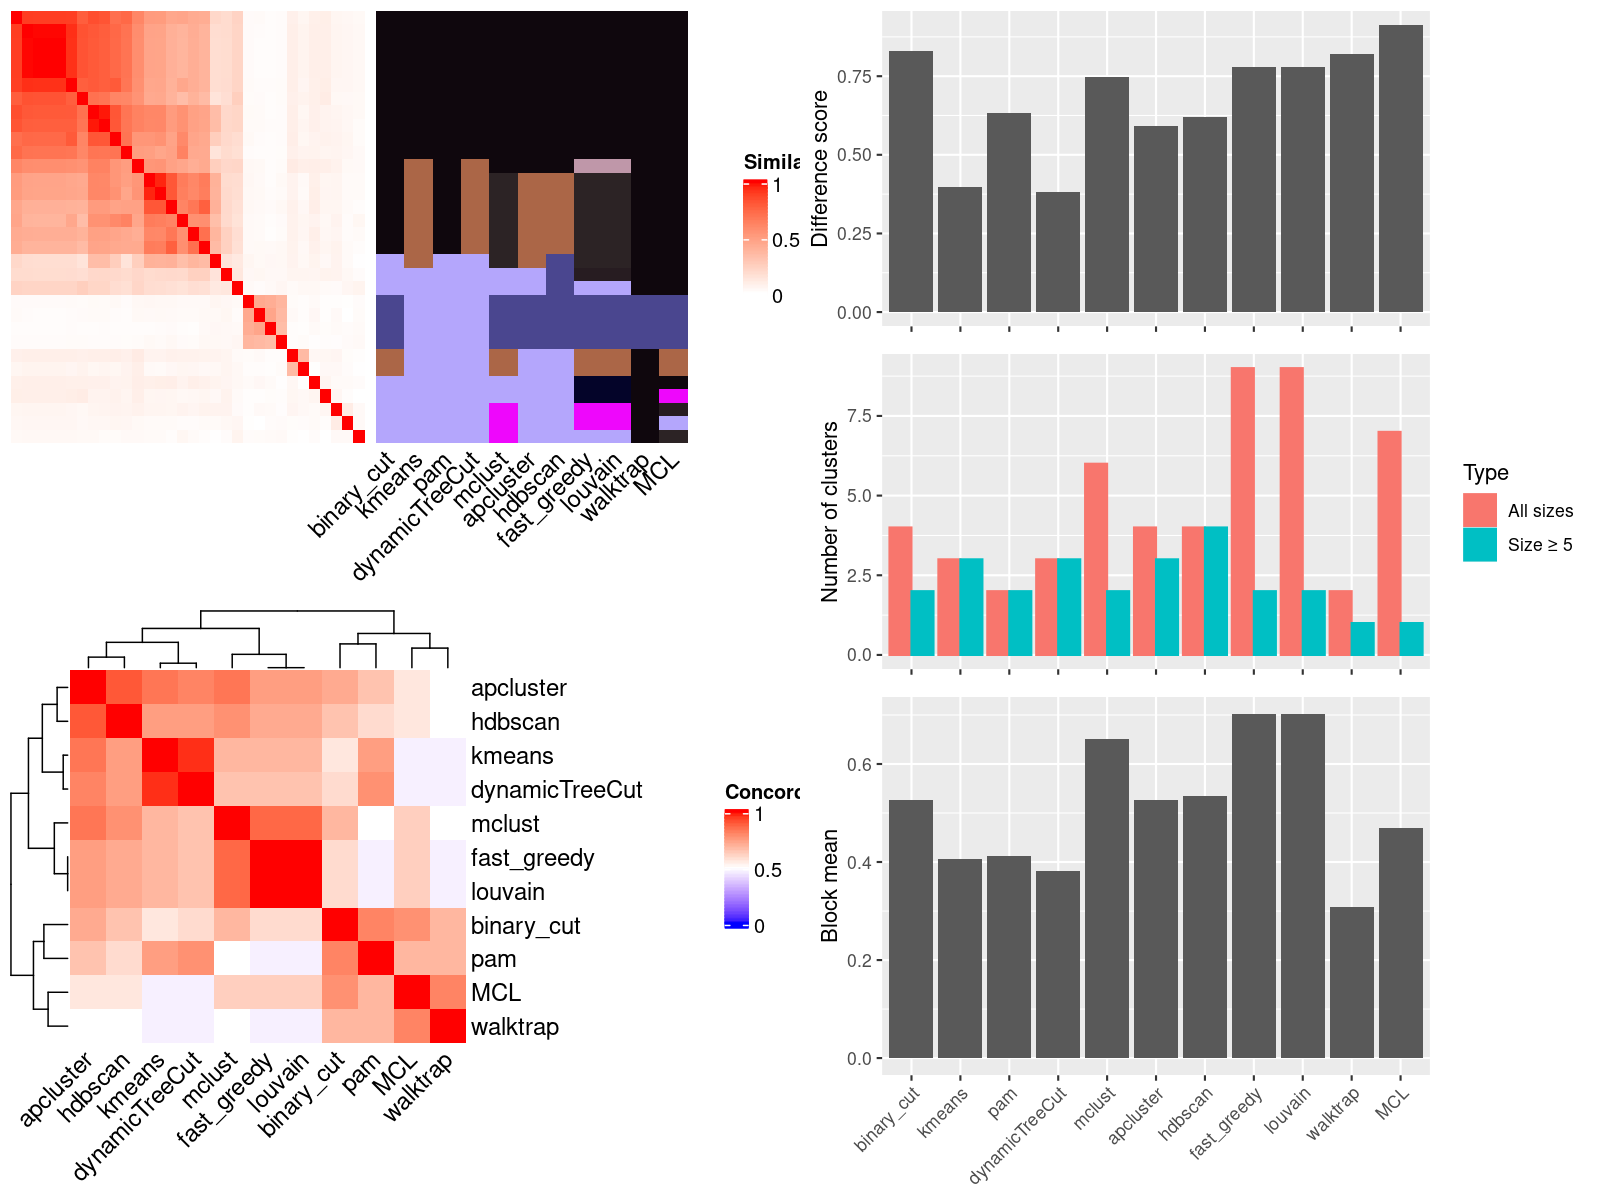 Simila
1
0.5
0
binary_cut
kmeans
pam
dynamicTreeCut
mclust
apcluster
hdbscan
fast_greedy
louvain
walktrap
MCL
Difference score
0.75
0.50
0.25
0.00
Number of clusters
7.5
5.0
2.5
0.0
Type
All sizes
Size ≥ 5
apcluster
hdbscan
kmeans
dynamicTreeCut
mclust
fast_greedy
louvain
binary_cut
pam
MCL
walktrap
Concord
1
0.5
0
apcluster
hdbscan
kmeans
dynamicTreeCut
mclust
fast_greedy
louvain
binary_cut
pam
MCL
walktrap
Block mean
0.6
0.4
0.2
0.0
binary_cut
kmeans
pam
dynamicTreeCut
mclust
apcluster
hdbscan
fast_greedy
louvain
walktrap
MCL